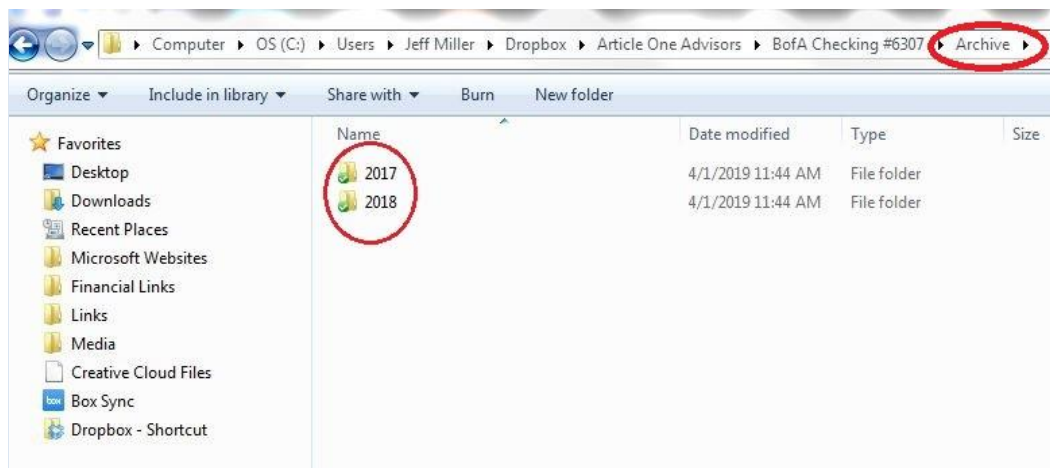 Computer ▸ OS (C:) ▸ Users ▸ Jeff Miller ▸ Dropbox ▸ Article One Advisors ▸ BofA Checking #6307 ▸ Archive ▸
Organize ▾ Include in library ▾ Share with ▾ Burn New folder
Name Date modified Type Size
2017 4/1/2019 11:44 AM File folder
2018 4/1/2019 11:44 AM File folder
Favorites
Desktop
Downloads
Recent Places
Microsoft Websites
Financial Links
Links
Media
Creative Cloud Files
box Box Sync
Dropbox - Shortcut